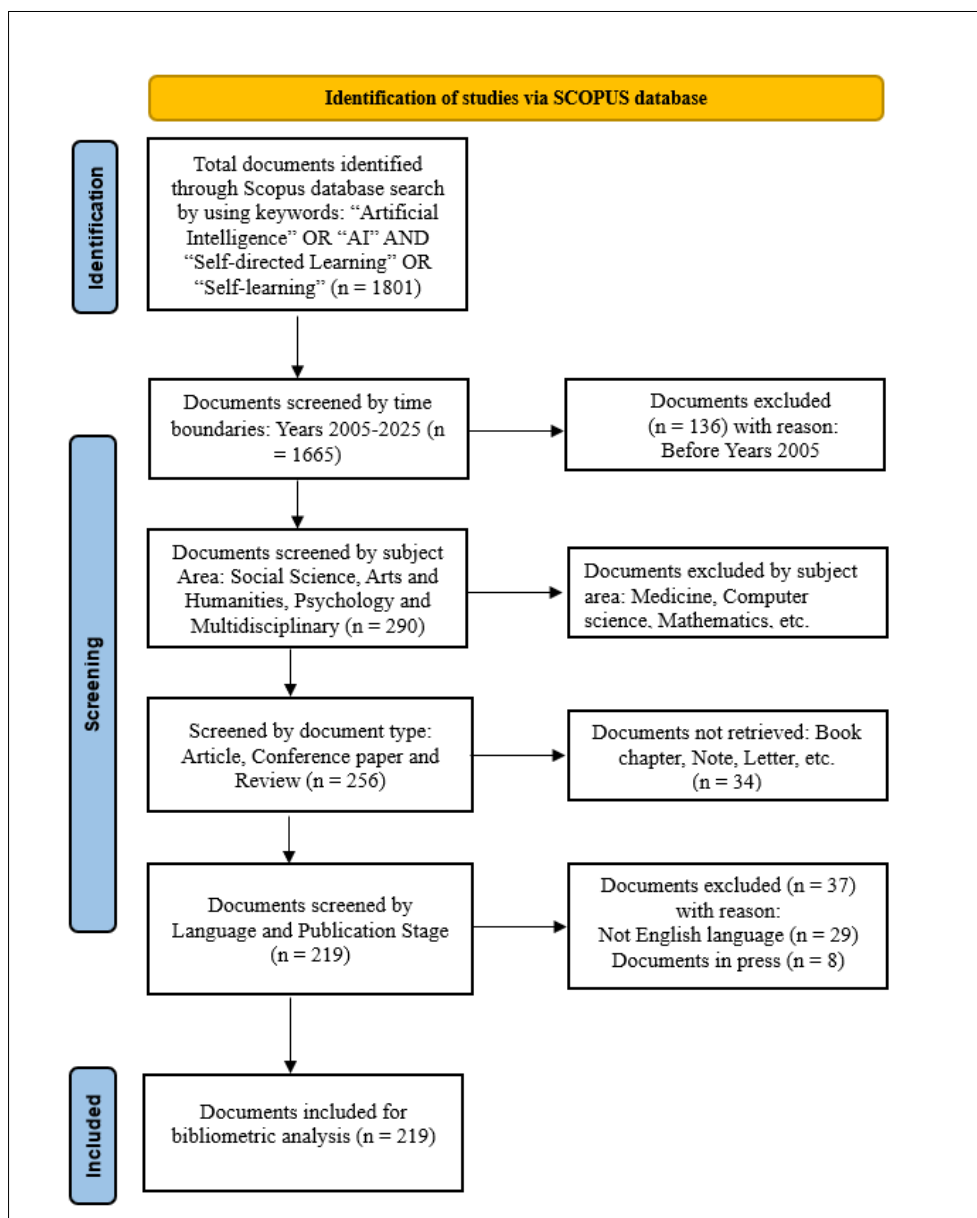 Identification of studies via SCOPUS database
Identification
Total documents identified
through Scopus database search
by using keywords: “Artificial
Intelligence” OR “AI” AND
“Self-directed Learning” OR
“Self-learning” (n = 1801)
Screening
Documents screened by time
boundaries: Years 2005-2025 (n
= 1665)
Documents excluded
(n = 136) with reason:
Before Years 2005
Documents screened by subject
Area: Social Science, Arts and
Humanities, Psychology and
Multidisciplinary (n = 290)
Documents excluded by subject
area: Medicine, Computer
science, Mathematics, etc.
Screened by document type:
Article, Conference paper and
Review (n = 256)
Documents not retrieved: Book
chapter, Note, Letter, etc.
(n = 34)
Documents screened by
Language and Publication Stage
(n = 219)
Documents excluded (n = 37)
with reason:
Not English language (n = 29)
Documents in press (n = 8)
Included
Documents included for
bibliometric analysis (n = 219)